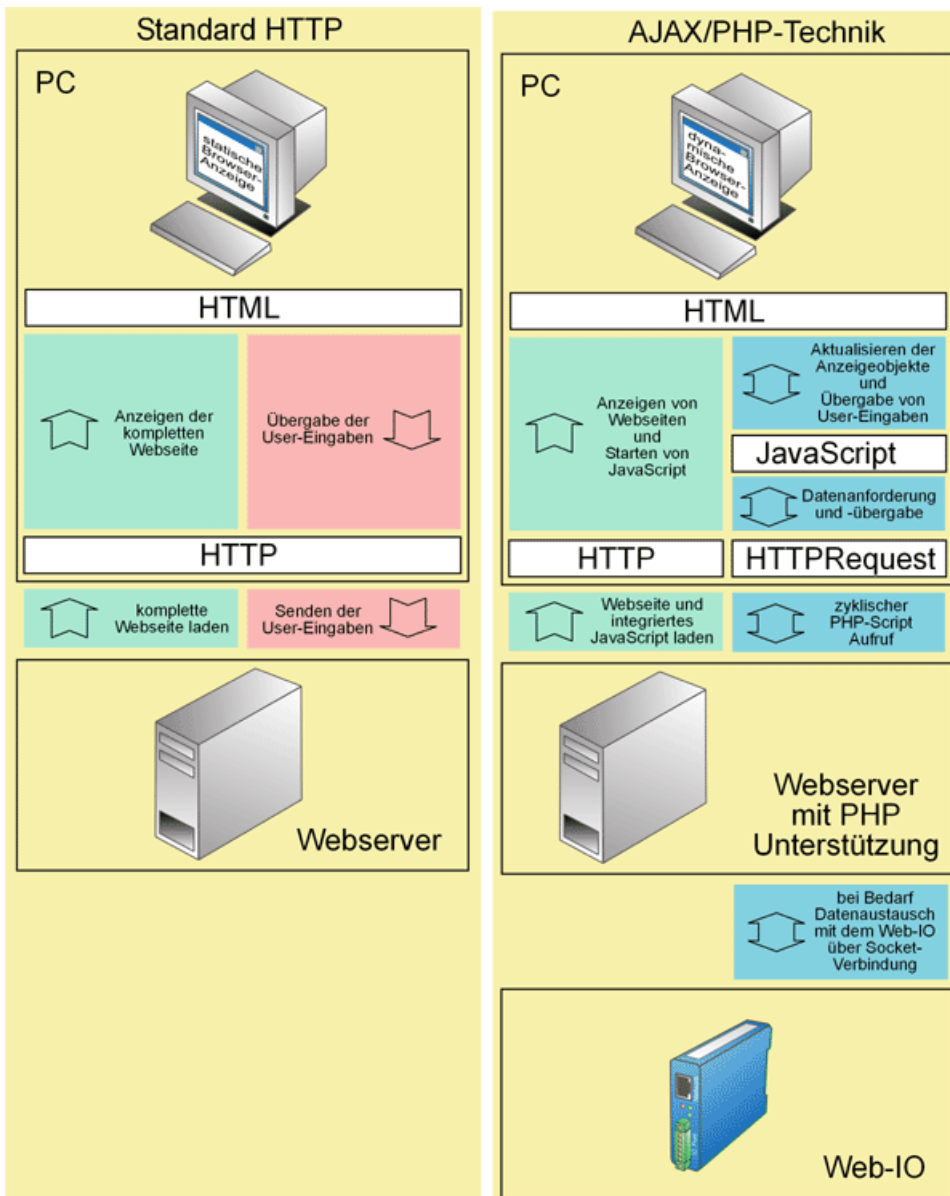 Standard HTTP
PC
statische
Browser-
Anzeige
HTML
Anzeigen der
kompletten
Webseite
Übergabe der
User-Eingaben
HTTP
komplette
Webseite laden
Senden der
User-Eingaben
Webserver
AJAX/PHP-Technik
PC
dyna-
mische
Browser-
Anzeige
HTML
Anzeigen von
Webseiten
und
Starten von
JavaScript
Aktualisieren der
Anzeigeobjekte
und
Übergabe von
User-Eingaben
JavaScript
Datenanforderung
und -übergabe
HTTP
HTTPRequest
Webseite und
integriertes
JavaScript laden
zyklischer
PHP-Script
Aufruf
Webserver
mit PHP
Unterstützung
bei Bedarf
Datenaustausch
mit dem Web-IO
über Socket-
Verbindung
Web-IO